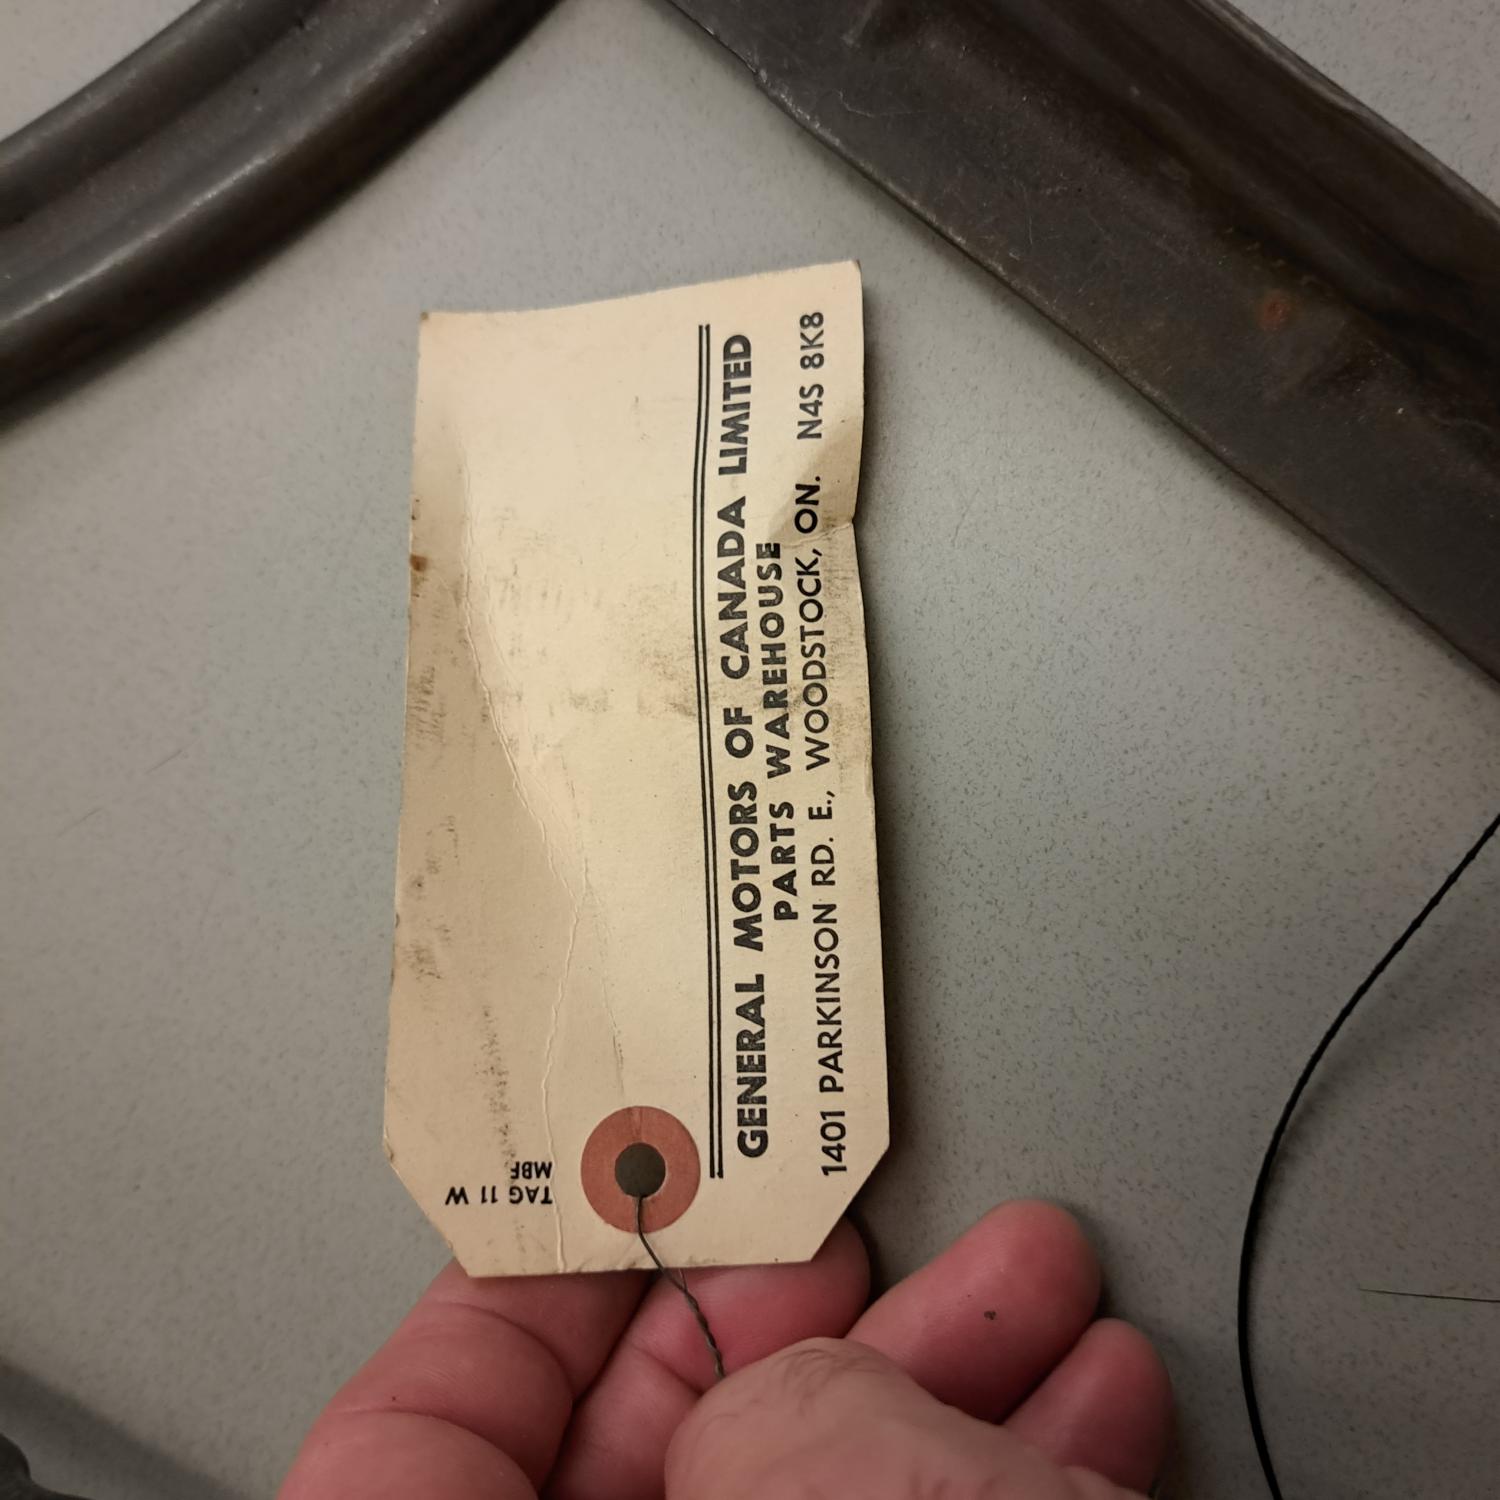 GENERAL MOTORS OF CANADA LIMITED
PARTS WAREHOUSE
1401 PARKINSON RD. E., WOODSTOCK, ON. N4S 8K8
TAG 11 W
MBF